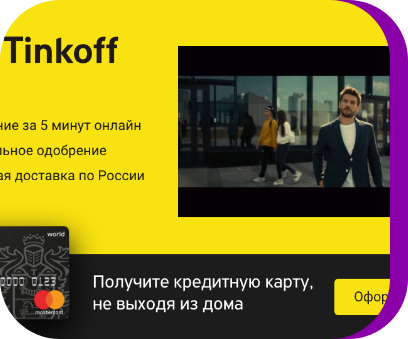 Tinkoff
ние за 5 минут онлайн
льное одобрение
ая доставка по России
world
0000 0123
mastercard
Получите кредитную карту,
не выходя из дома
Офор